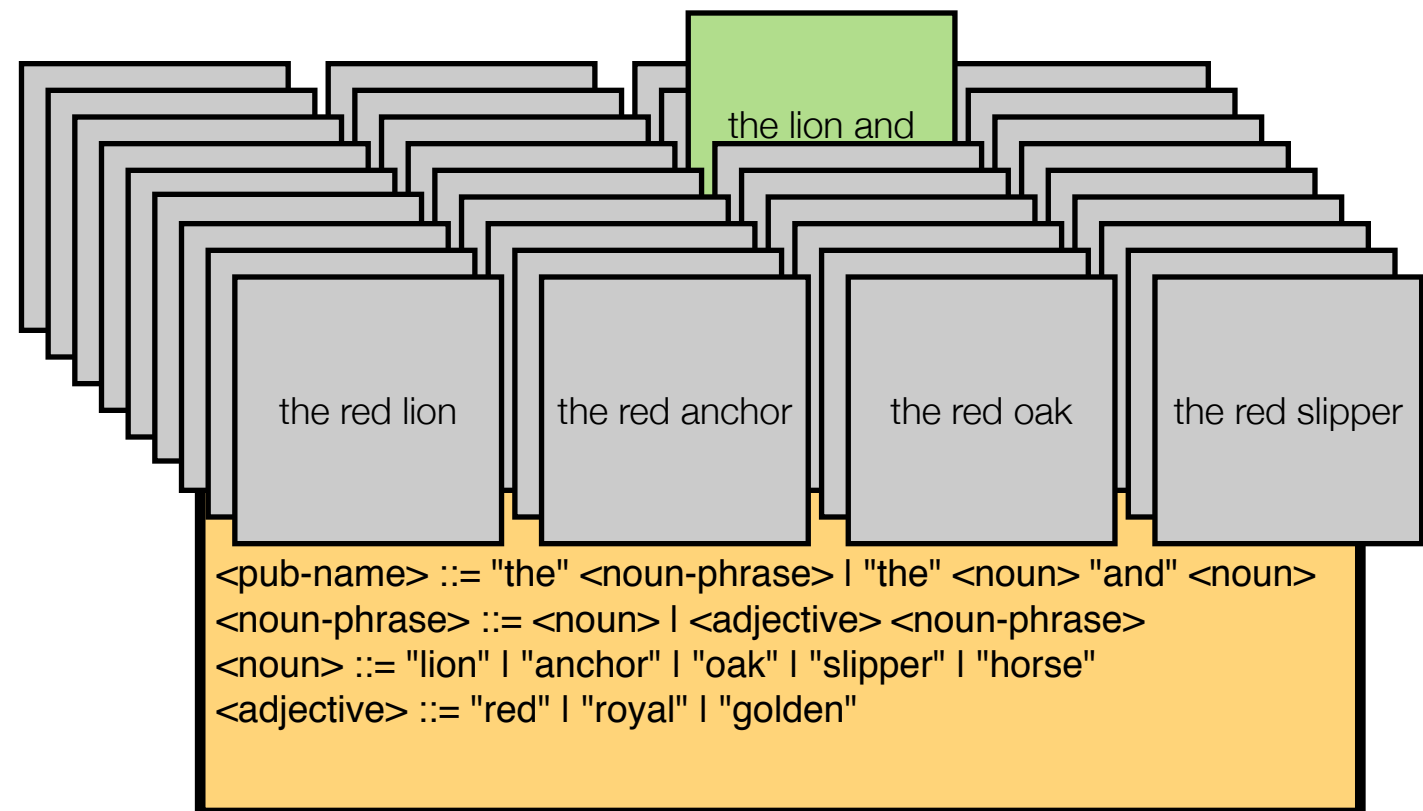 the lion and
the red lion
the red anchor
the red oak
the red slipper
<pub-name> ::= "the" <noun-phrase> | "the" <noun> "and" <noun>
<noun-phrase> ::= <noun> | <adjective> <noun-phrase>
<noun> ::= "lion" | "anchor" | "oak" | "slipper" | "horse"
<adjective> ::= "red" | "royal" | "golden"